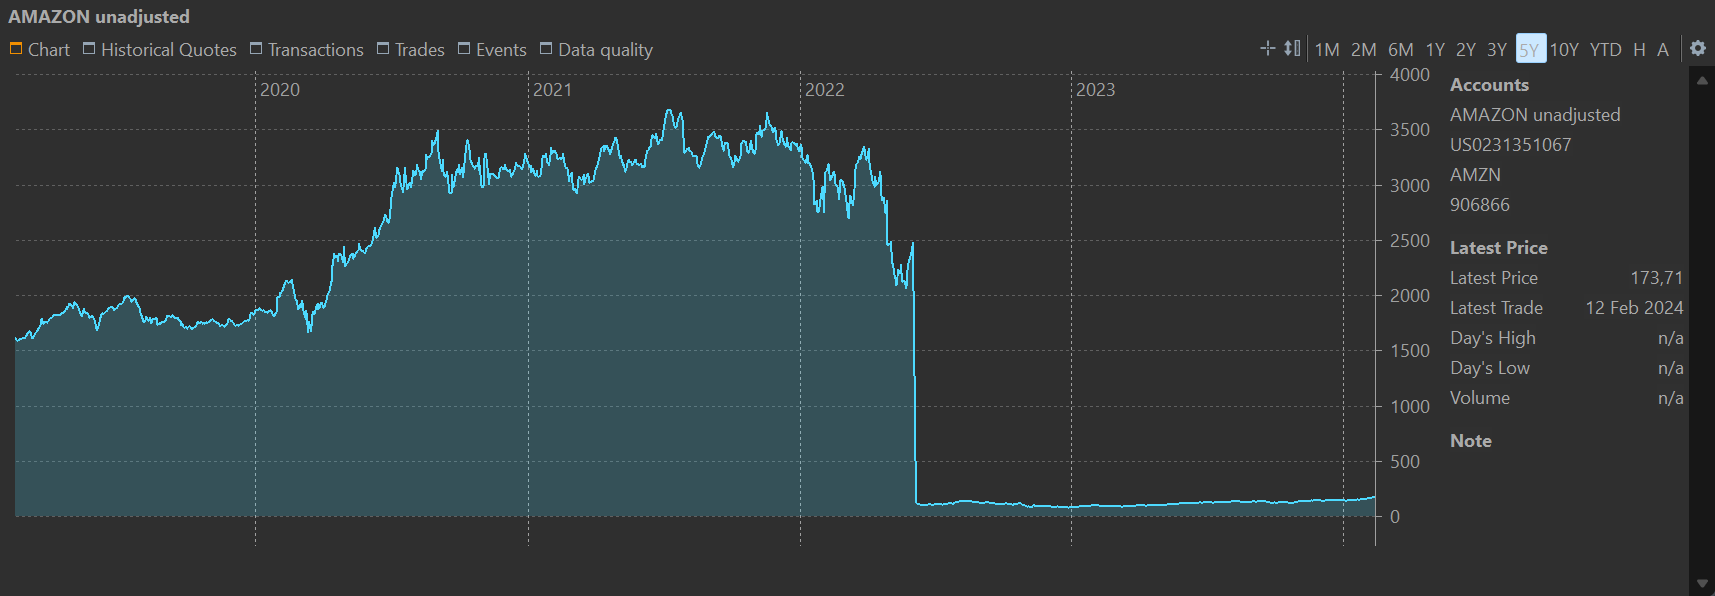 AMAZON unadjusted
Chart Historical Quotes Transactions Trades Events Data quality 1M 2M 6M 1Y 2Y 3Y 5Y 10Y YTD H A
2020 2021 2022 2023
4000
3500
3000
2500
2000
1500
1000
500
0
Accounts
AMAZON unadjusted
US0231351067
AMZN
906866
Latest Price
Latest Price 173,71
Latest Trade 12 Feb 2024
Day's High n/a
Day's Low n/a
Volume n/a
Note